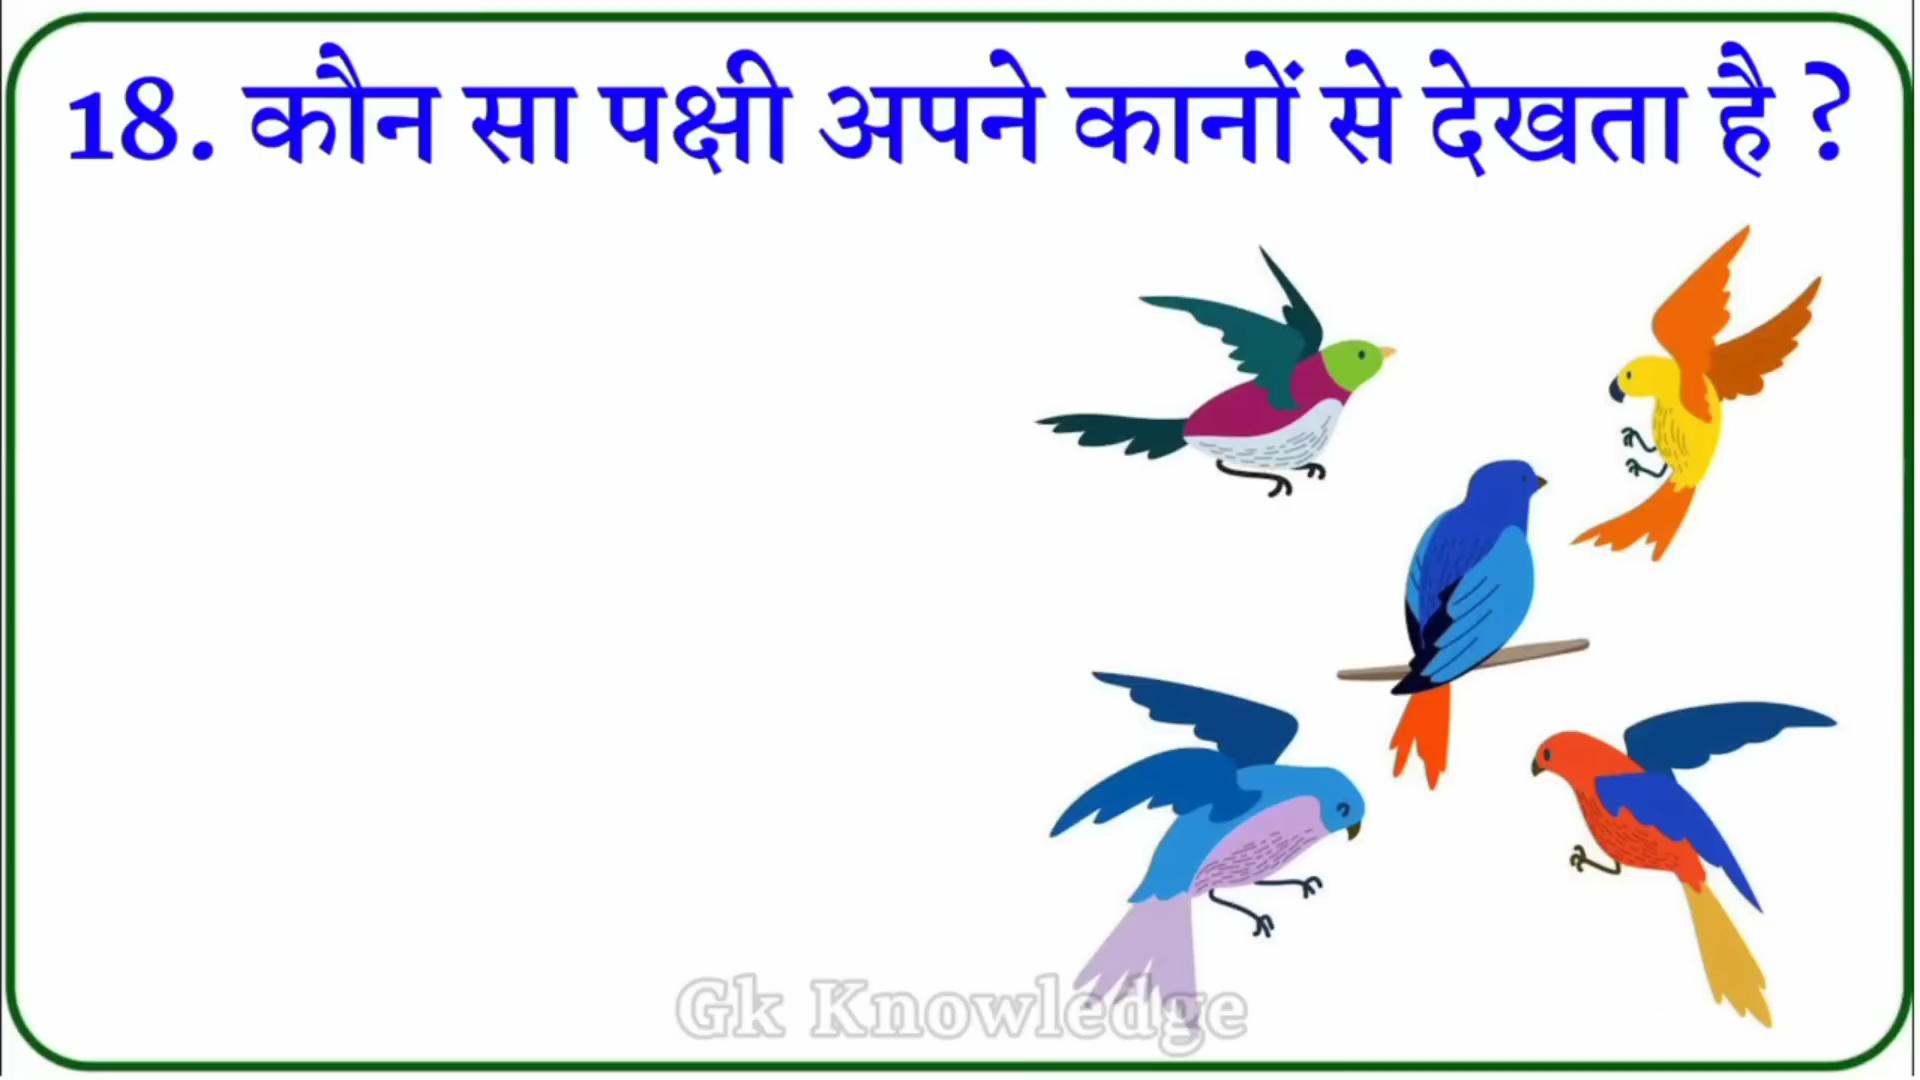 18. कौन सा पक्षी अपने कानों से देखता है ?
Gk Knowledge